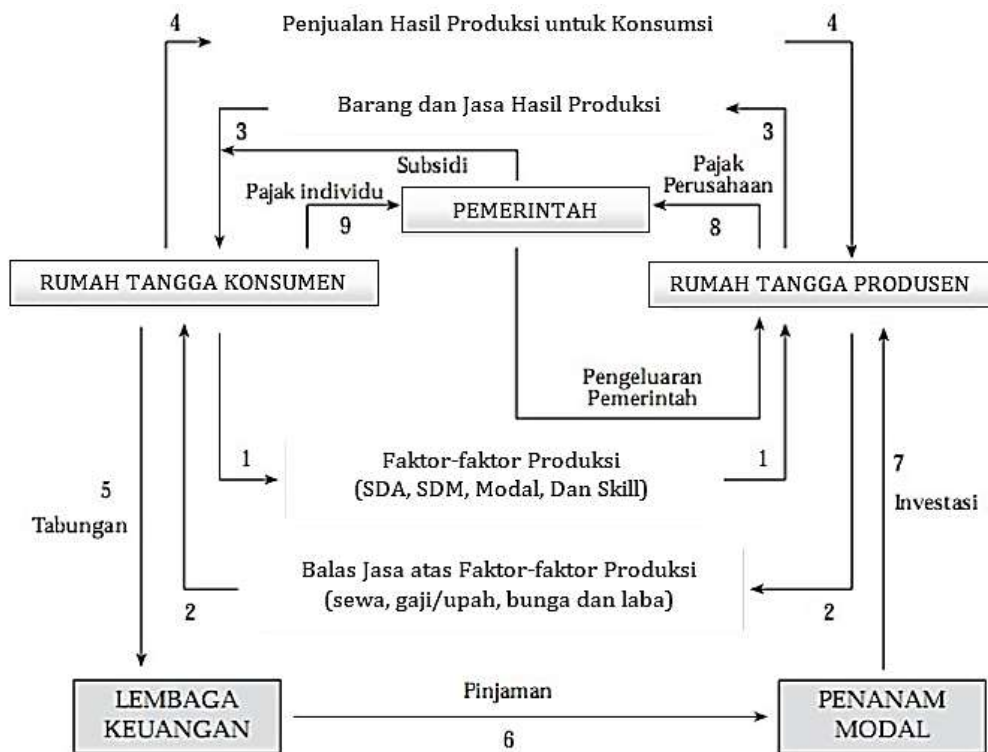 4
Penjualan Hasil Produksi untuk Konsumsi
4
Barang dan Jasa Hasil Produksi
3
3
Subsidi
Pajak
Perusahaan
Pajak individu
PEMERINTAH
9
8
RUMAH TANGGA KONSUMEN
RUMAH TANGGA PRODUSEN
Pengeluaran
Pemerintah
1
Faktor-faktor Produksi
(SDA, SDM, Modal, Dan Skill)
1
7
Investasi
5
Tabungan
Balas Jasa atas Faktor-faktor Produksi
(sewa, gaji/upah, bunga dan laba)
2
2
LEMBAGA
KEUANGAN
Pinjaman
6
PENANAM
MODAL